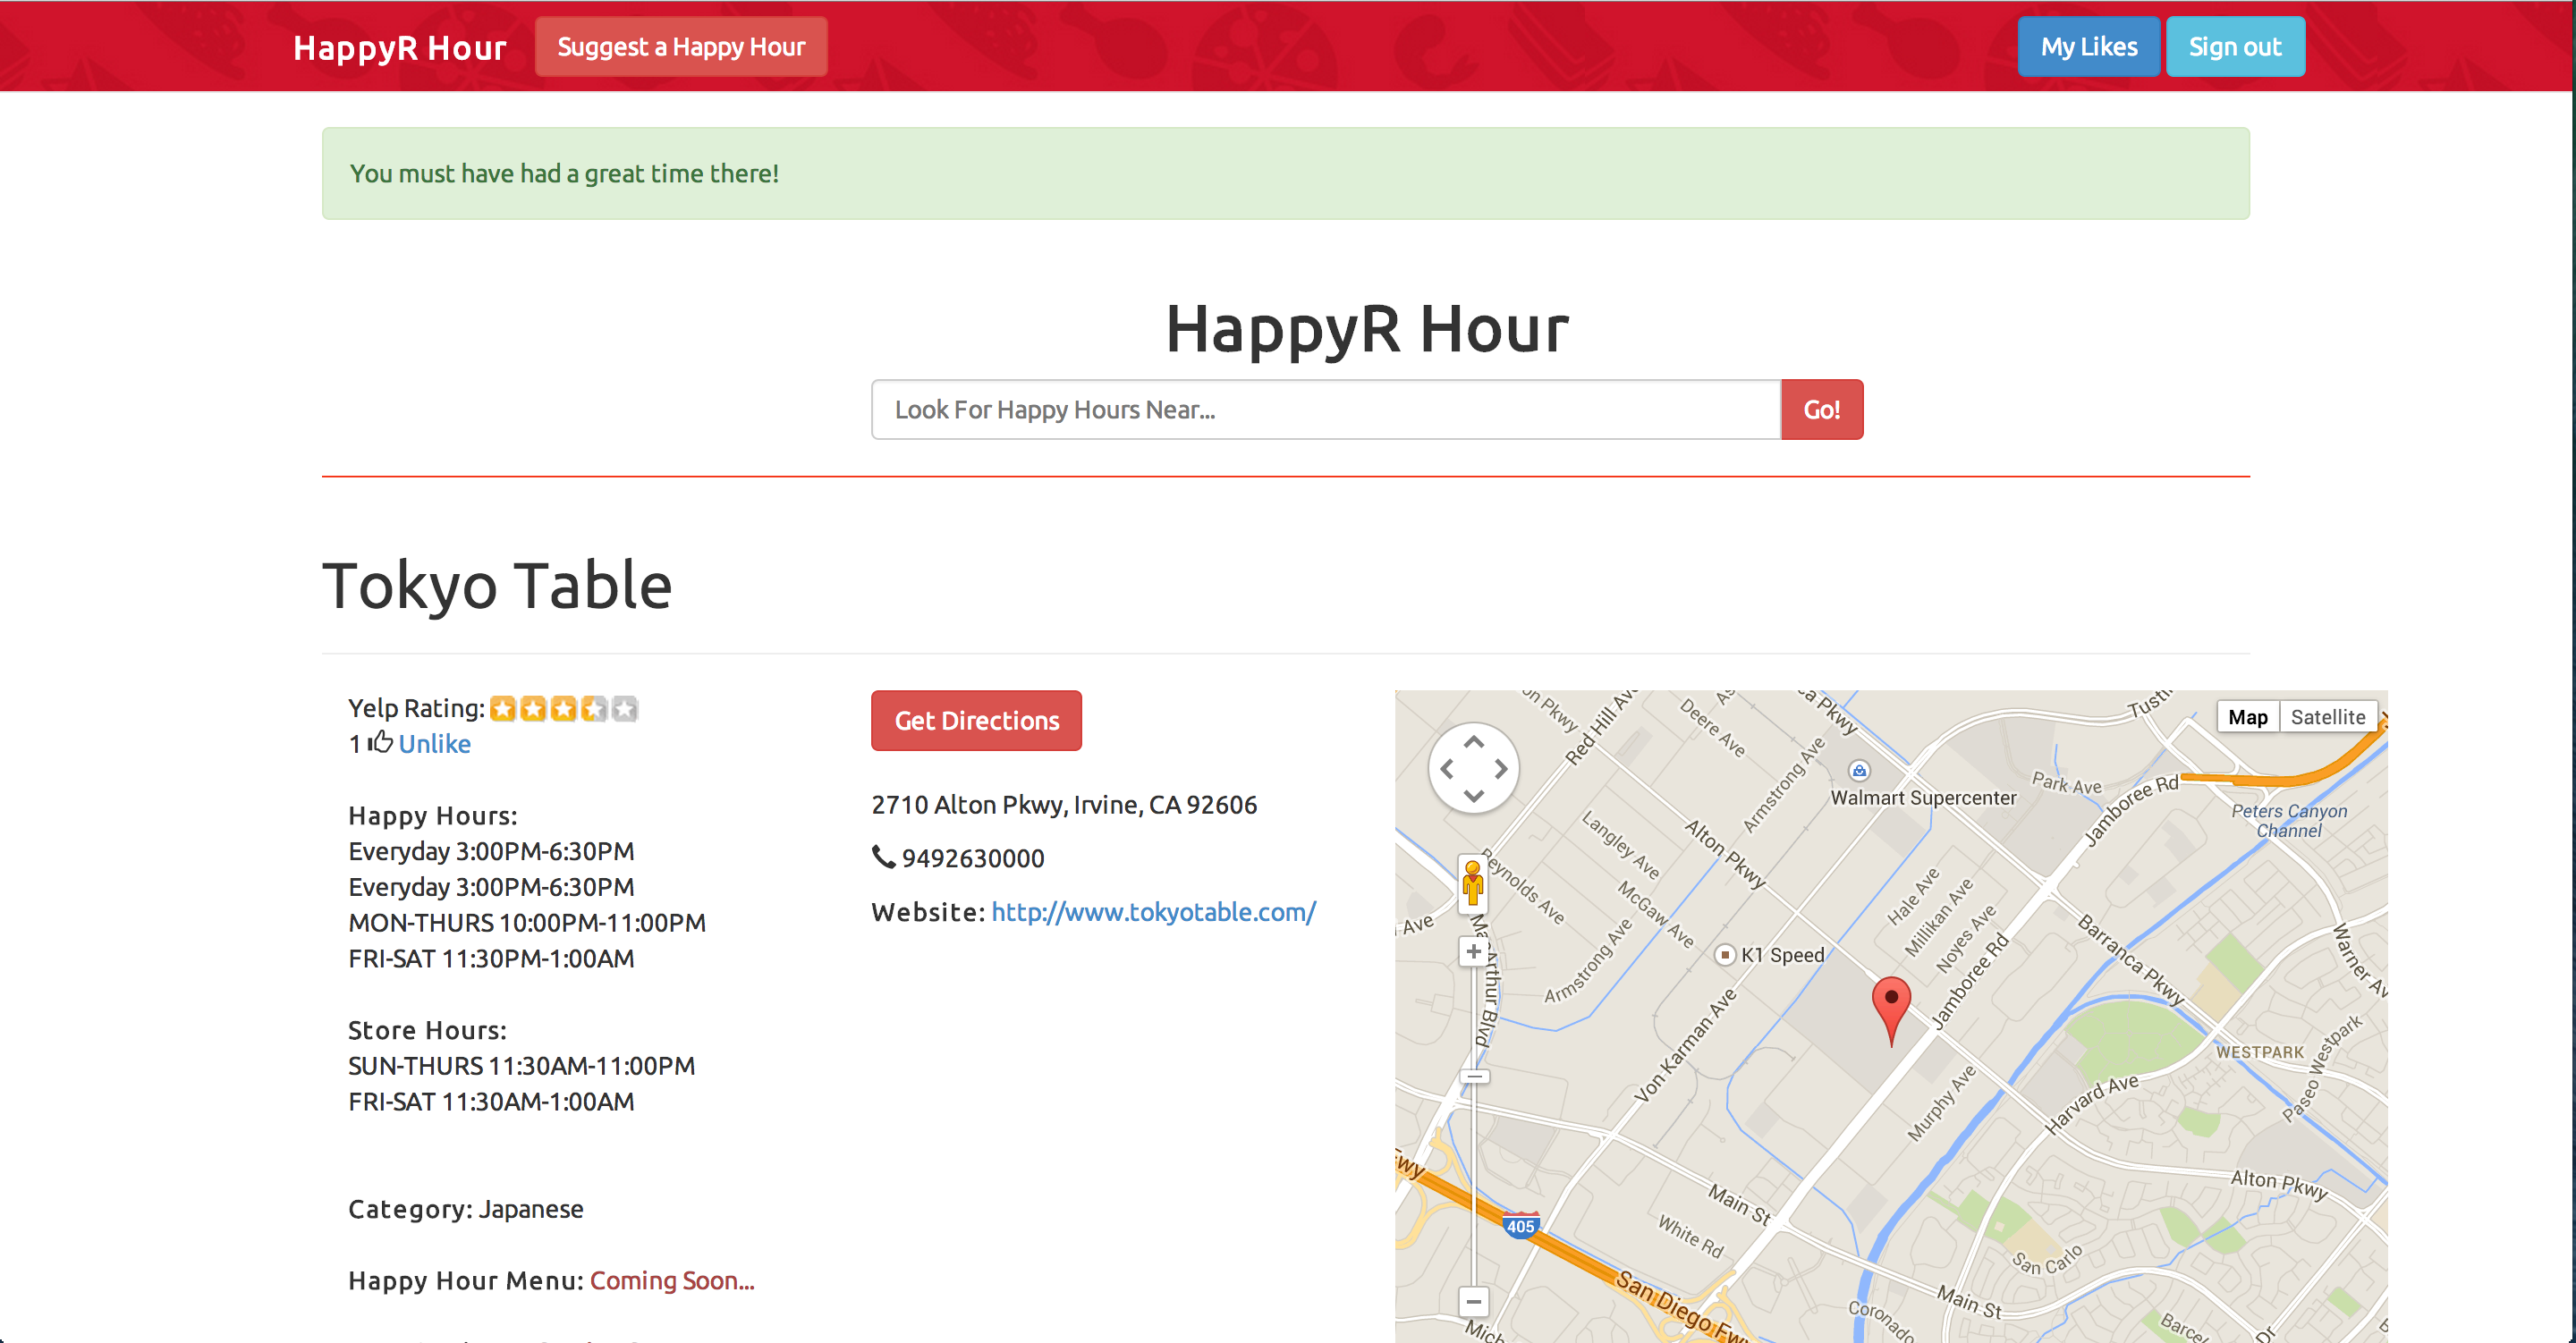 HappyR Hour
Suggest a Happy Hour
My Likes
Sign out
You must have had a great time there!
HappyR Hour
Look For Happy Hours Near...
Go!
Tokyo Table
Yelp Rating:
1 Unlike
Happy Hours:
Everyday 3:00PM-6:30PM
Everyday 3:00PM-6:30PM
MON-THURS 10:00PM-11:00PM
FRI-SAT 11:30PM-1:00AM
Store Hours:
SUN-THURS 11:30AM-11:00PM
FRI-SAT 11:30AM-1:00AM
Category: Japanese
Happy Hour Menu: Coming Soon...
Get Directions
2710 Alton Pkwy, Irvine, CA 92606
9492630000
Website: http://www.tokyotable.com/
Map
Satellite
Red Hill Ave
Deere Ave
Armstrong Ave
Walmart Supercenter
Park Ave
Jamboree Rd
Peters Canyon
Channel
Langley Ave
Alton Pkwy
Reynolds Ave
McGaw Ave
Armstrong Ave
Hale Ave
Millikan Ave
Noyes Ave
Barranca Pkwy
Warner Av
K1 Speed
Jamboree Rd
Von Karman Ave
Murphy Ave
WESTPARK
Paseo Westpark
Harvard Ave
Alton Pkwy
Main St
White Rd
405
San Diego Fwy
San Carlo
Main St
Coronado